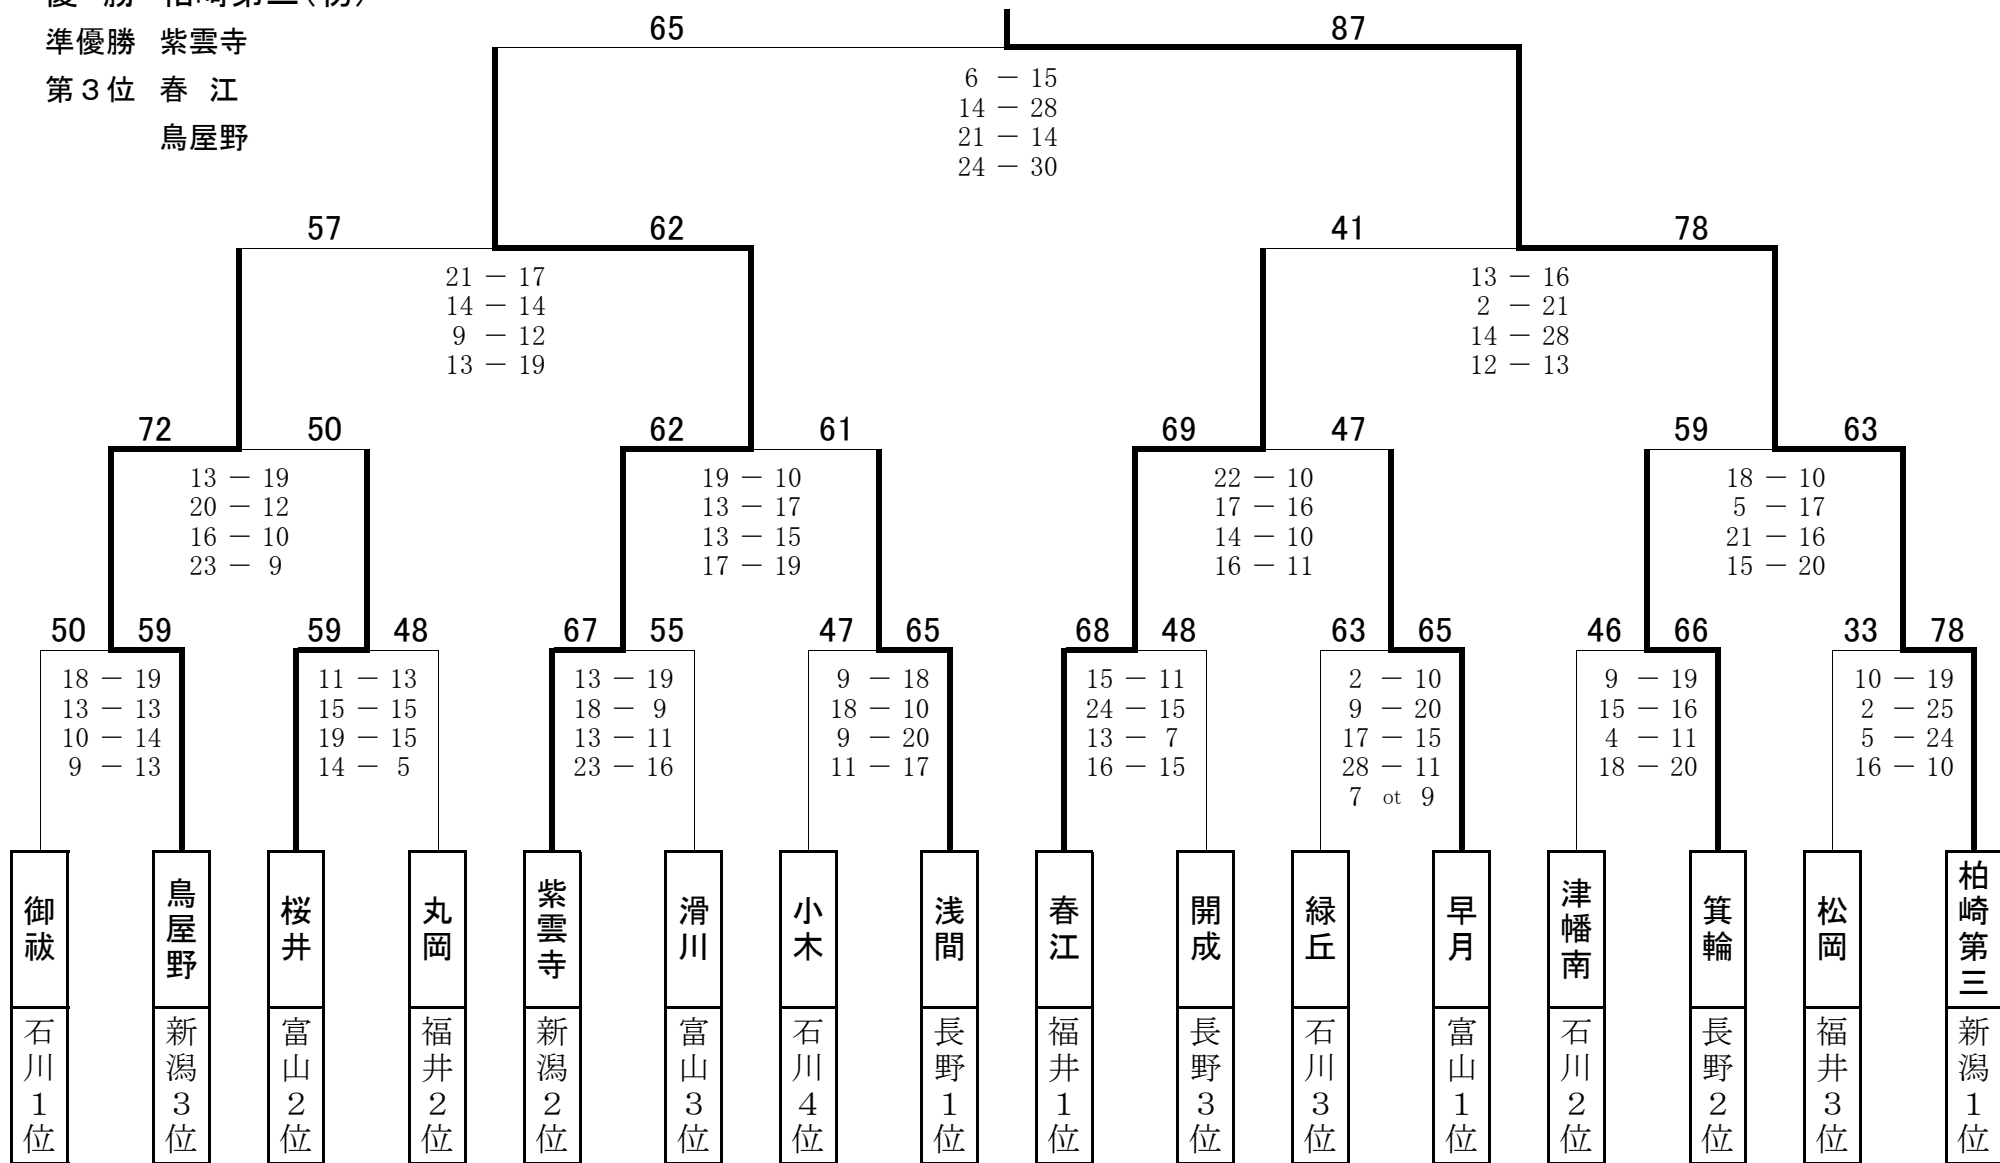 優 勝 柏崎第三(初)
準優勝 紫雲寺
第３位 春 江
鳥屋野
65 87
6 － 15
14 － 28
21 － 14
24 － 30
57 62 41 78
21 － 17
14 － 14
9 － 12
13 － 19
13 － 16
2 － 21
14 － 28
12 － 13
72 50 62 61 69 47 59 63
13 － 19
20 － 12
16 － 10
23 － 9
19 － 10
13 － 17
13 － 15
17 － 19
22 － 10
17 － 16
14 － 10
16 － 11
18 － 10
5 － 17
21 － 16
15 － 20
50 59 59 48 67 55 47 65 68 48 63 65 46 66 33 78
18 － 19
13 － 13
10 － 14
9 － 13
11 － 13
15 － 15
19 － 15
14 － 5
13 － 19
18 － 9
13 － 11
23 － 16
9 － 18
18 － 10
9 － 20
11 － 17
15 － 11
24 － 15
13 － 7
16 － 15
2 － 10
9 － 20
17 － 15
28 － 11
7 ot 9
9 － 19
15 － 16
4 － 11
18 － 20
10 － 19
2 － 25
5 － 24
16 － 10
御祓
鳥屋野
桜井
丸岡
紫雲寺
滑川
小木
浅間
春江
開成
緑丘
早月
津幡南
箕輪
松岡
柏崎第三
石川１位
新潟３位
富山２位
福井２位
新潟２位
富山３位
石川４位
長野１位
福井１位
長野３位
石川３位
富山１位
石川２位
長野２位
福井３位
新潟１位